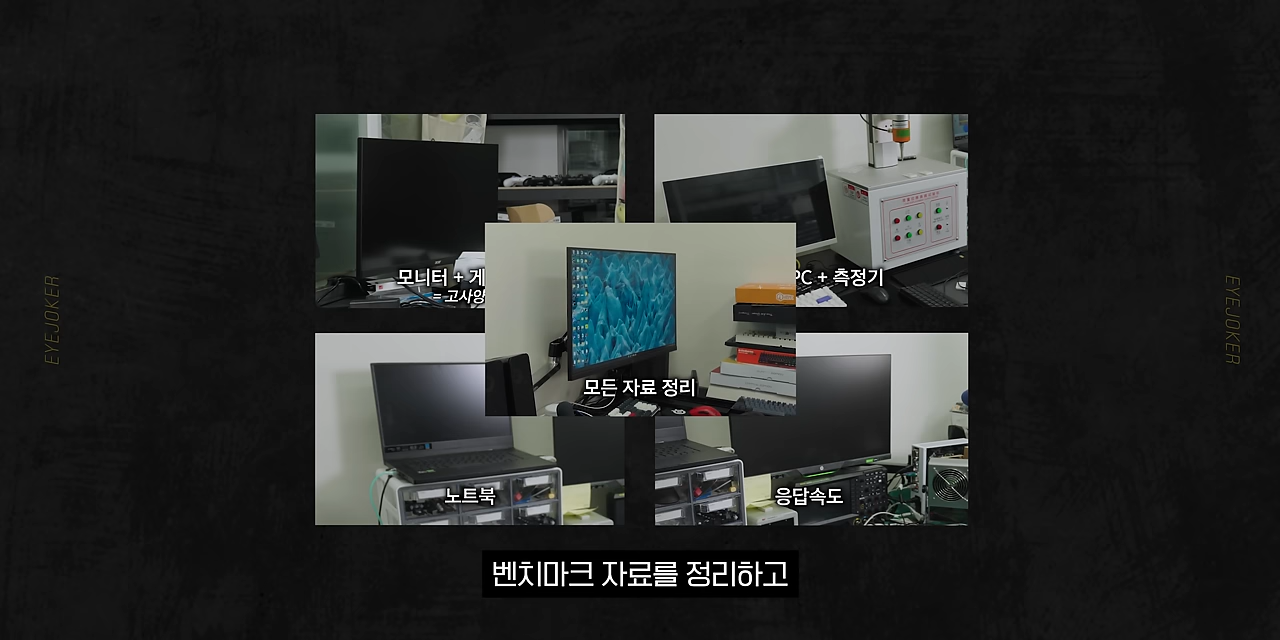 EYEJOKER
모니터 + 게
= 고사양
PC + 측정기
모든 자료 정리
노트북
응답속도
벤치마크 자료를 정리하고
EYEJOKER